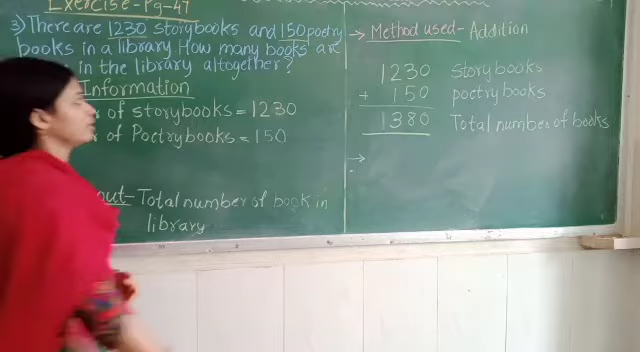 Exercise-Pg-47
3) There are 1230 storybooks and 150 poetry
books in a library. How many books are
in the library altogether?
Information
of storybooks = 1230
of Poetrybooks = 150
out- Total number of book in
library
→ Method used- Addition
1230 Storybooks
+ 150 poetrybooks
1380 Total number of books
→